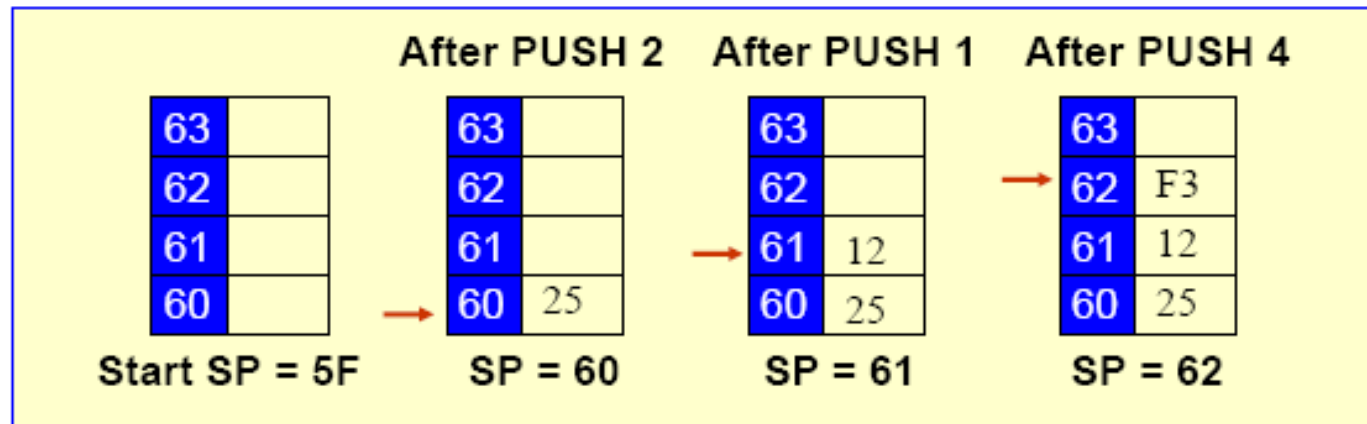 After PUSH 2 After PUSH 1 After PUSH 4
63 63 63 63
62 62 62 62 F3
61 61 61 12 61 12
60 60 25 60 25 60 25
Start SP = 5F SP = 60 SP = 61 SP = 62